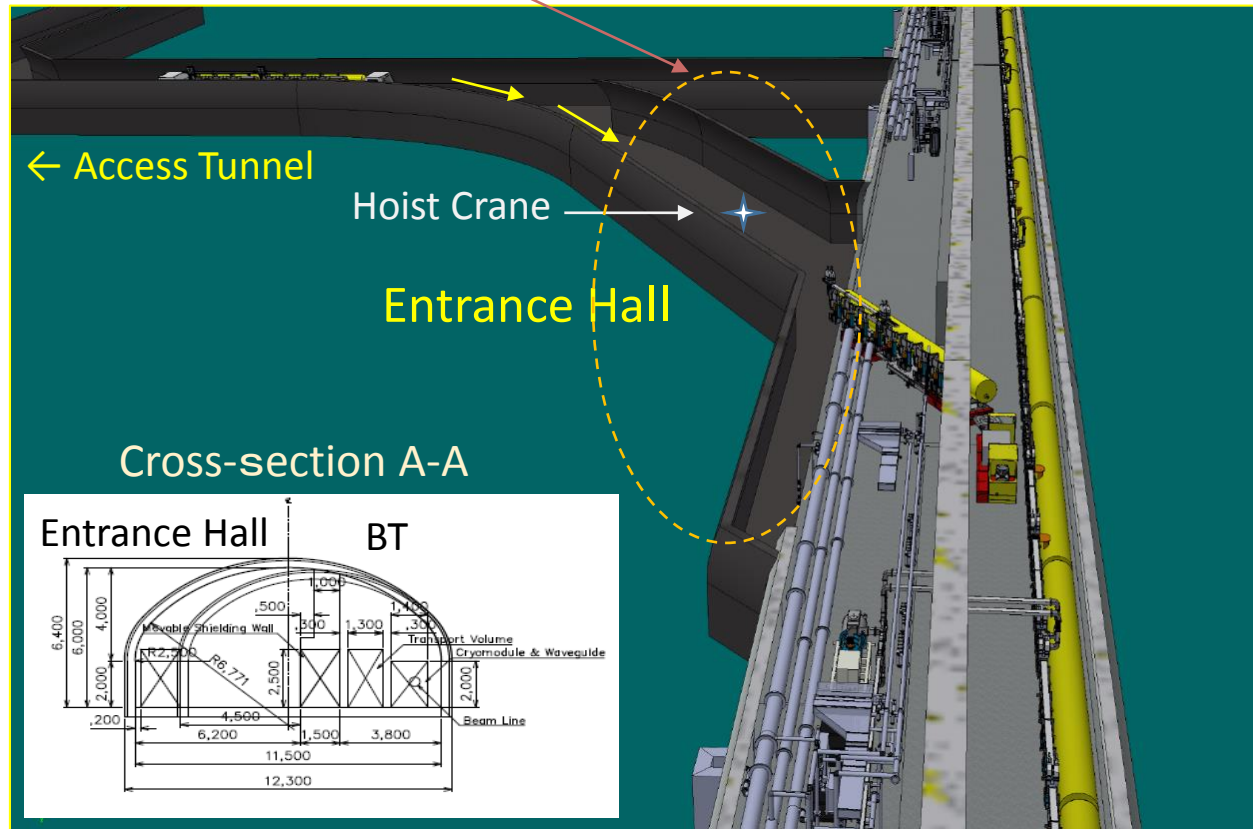 ← Access Tunnel
Hoist Crane
Entrance Hall
Cross-section A-A
Entrance Hall
BT
1,000
,500
1,400
,300
1,300
,300
Movable Shielding Wall
Transport Volume
Cryomodule & Waveguide
R2,500
R6,771
6,400
6,000
4,000
2,000
2,500
2,000
,200
4,500
Beam Line
6,200
1,500
3,800
11,500
12,300